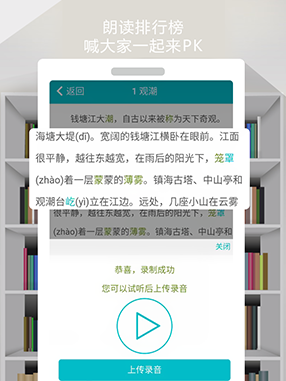 朗读排行榜
喊大家一起来PK
返回
1 观潮
钱塘江大潮，自古以来被称为天下奇观。
海塘大堤(dī)。宽阔的钱塘江横卧在眼前。江面
很平静，越往东越宽，在雨后的阳光下，笼罩
(zhào)着一层蒙蒙的薄雾。镇海古塔、中山亭和
观潮台屹(yì)立在江边。远处，几座小山在云雾
(zhào)着一层蒙蒙的薄雾。镇海古塔、中山亭和
关闭
恭喜，录制成功
您可以试听后上传录音
上传录音